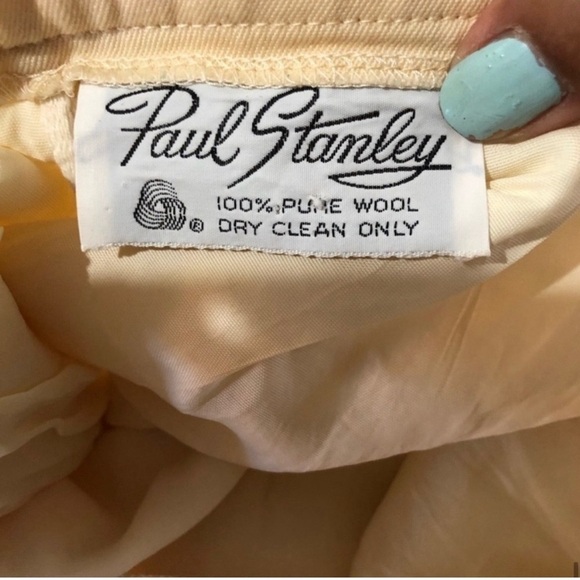 Paul Stanley
100% PURE WOOL
® DRY CLEAN ONLY